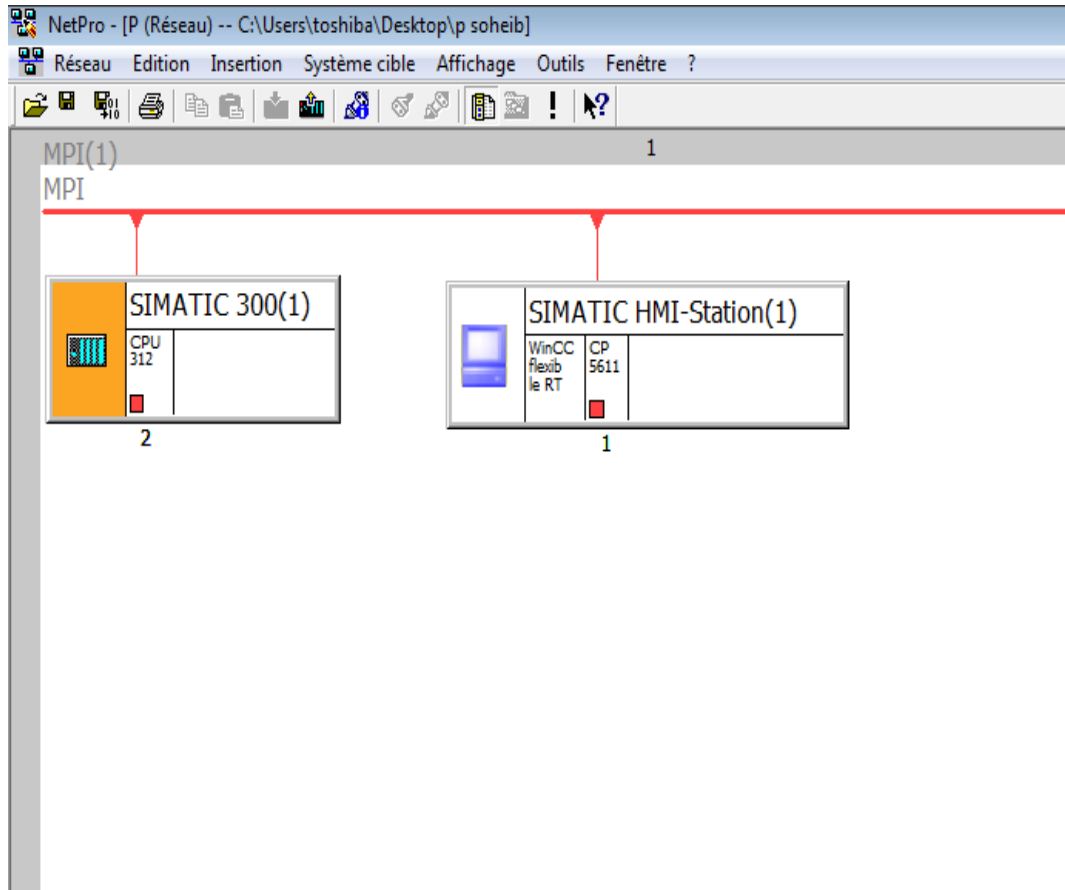 NetPro - [P (Réseau) -- C:\Users\toshiba\Desktop\p soheib]
Réseau Edition Insertion Système cible Affichage Outils Fenêtre ?
MPI(1) 1
MPI
SIMATIC 300(1)
CPU
312
2
SIMATIC HMI-Station(1)
WinCC
flexib
le RT
CP
5611
1